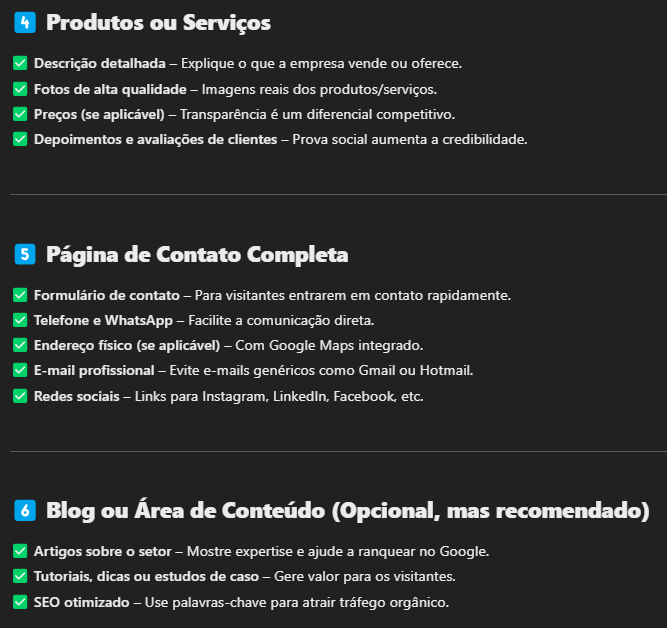 4️⃣ Produtos ou Serviços
✅ Descrição detalhada – Explique o que a empresa vende ou oferece.
✅ Fotos de alta qualidade – Imagens reais dos produtos/serviços.
✅ Preços (se aplicável) – Transparência é um diferencial competitivo.
✅ Depoimentos e avaliações de clientes – Prova social aumenta a credibilidade.
5️⃣ Página de Contato Completa
✅ Formulário de contato – Para visitantes entrarem em contato rapidamente.
✅ Telefone e WhatsApp – Facilite a comunicação direta.
✅ Endereço físico (se aplicável) – Com Google Maps integrado.
✅ E-mail profissional – Evite e-mails genéricos como Gmail ou Hotmail.
✅ Redes sociais – Links para Instagram, LinkedIn, Facebook, etc.
6️⃣ Blog ou Área de Conteúdo (Opcional, mas recomendado)
✅ Artigos sobre o setor – Mostre expertise e ajude a ranquear no Google.
✅ Tutoriais, dicas ou estudos de caso – Gere valor para os visitantes.
✅ SEO otimizado – Use palavras-chave para atrair tráfego orgânico.